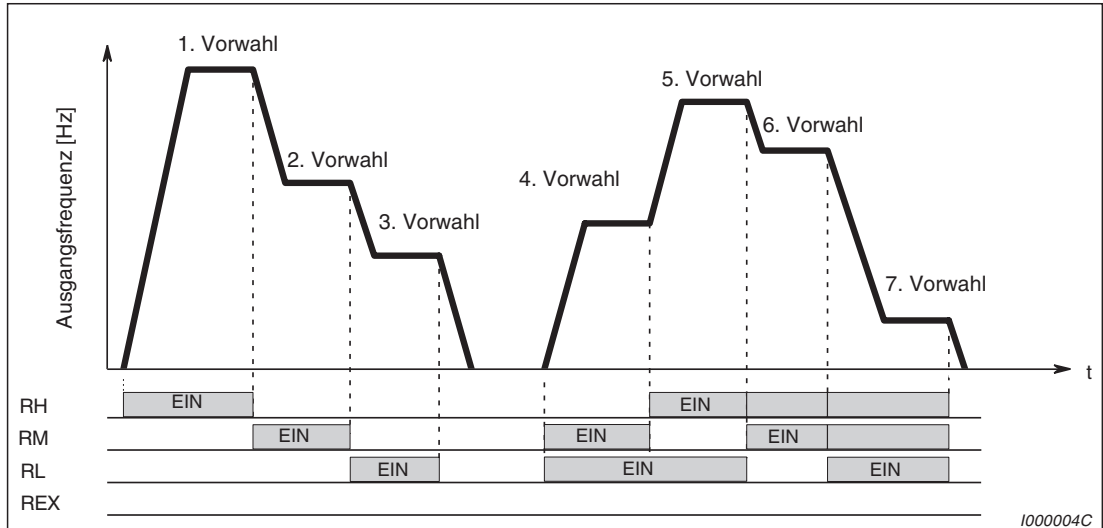 1. Vorwahl
5. Vorwahl
6. Vorwahl
2. Vorwahl
4. Vorwahl
3. Vorwahl
7. Vorwahl
Ausgangsfrequenz [Hz]
t
RH EIN EIN
RM EIN EIN EIN
RL EIN EIN EIN
REX
I000004C